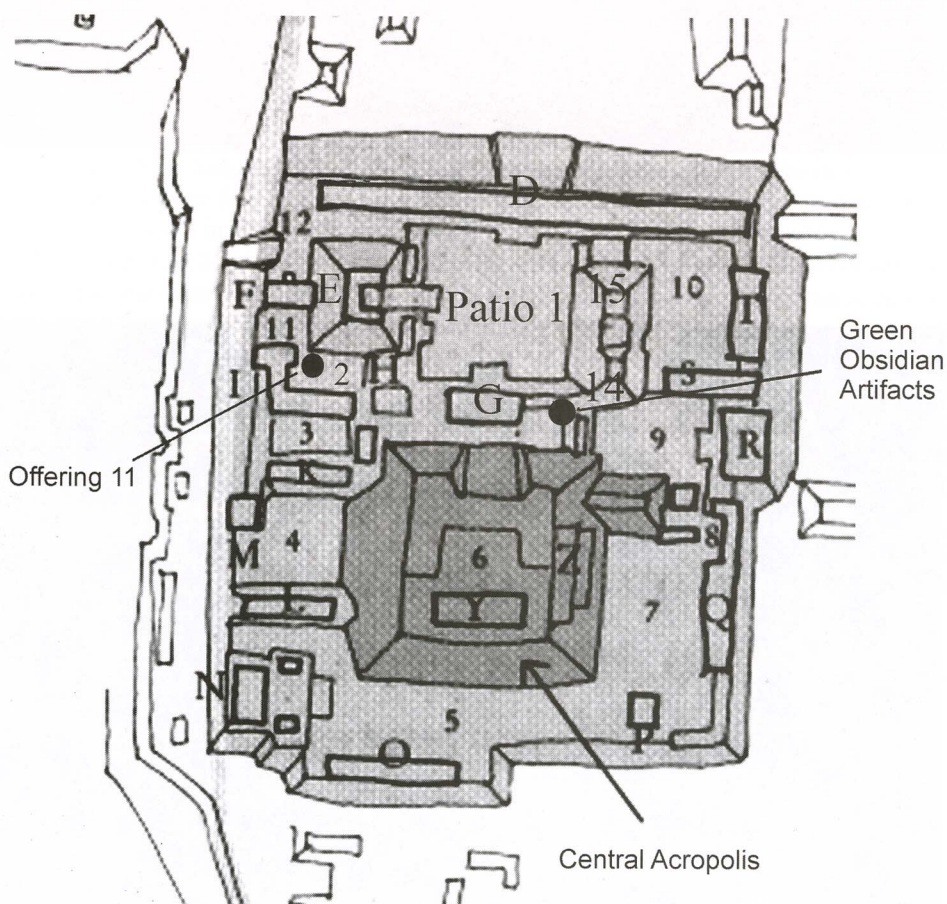 D
12
F
E
Patio 1
15
10
T
11
Green
Obsidian
Artifacts
I
2
14
S
G
3
9
R
Offering 11
K
M
4
6
Z
8
L
Y
7
Q
N
5
P
O
Central Acropolis